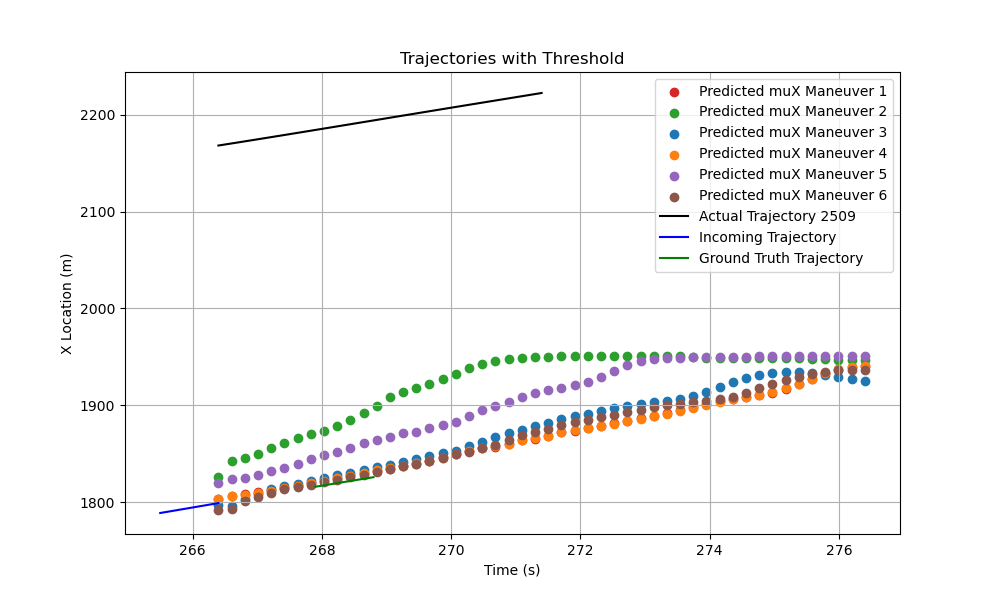 Trajectories with Threshold
Predicted muX Maneuver 1
Predicted muX Maneuver 2
Predicted muX Maneuver 3
Predicted muX Maneuver 4
Predicted muX Maneuver 5
Predicted muX Maneuver 6
Actual Trajectory 2509
Incoming Trajectory
Ground Truth Trajectory
X Location (m)
2200
2100
2000
1900
1800
266 268 270 272 274 276
Time (s)